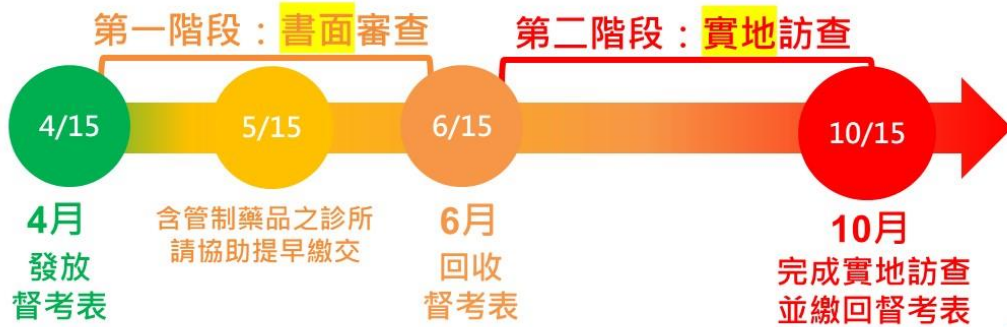 第一階段：書面審查
第二階段：實地訪查
4/15
5/15
6/15
10/15
4月
發放
督考表
含管制藥品之診所
請協助提早繳交
6月
回收
督考表
10月
完成實地訪查
並繳回督考表